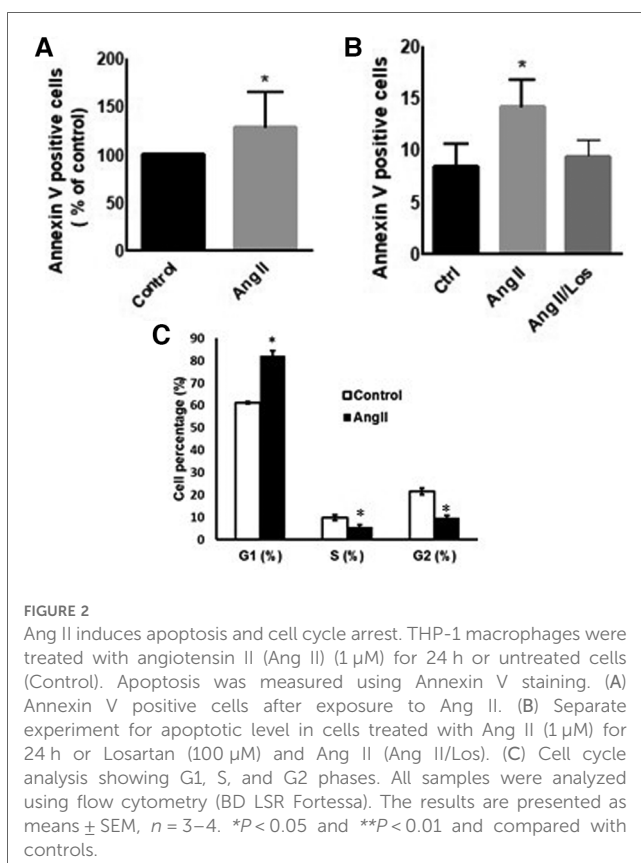 A
Annexin V positive cells
( % of control)
200
150
100
50
0
*
Control
Ang II
B
Annexin V positive cells
20
15
10
5
0
*
Ctrl
Ang II
Ang II/Los
C
Cell percentage (%)
90
80
70
60
50
40
30
20
10
0
*
*
*
Control
AngII
G1 (%)
S (%)
G2 (%)
FIGURE 2
Ang II induces apoptosis and cell cycle arrest. THP-1 macrophages were
treated with angiotensin II (Ang II) (1 µM) for 24 h or untreated cells
(Control). Apoptosis was measured using Annexin V staining. (A)
Annexin V positive cells after exposure to Ang II. (B) Separate
experiment for apoptotic level in cells treated with Ang II (1 µM) for
24 h or Losartan (100 µM) and Ang II (Ang II/Los). (C) Cell cycle
analysis showing G1, S, and G2 phases. All samples were analyzed
using flow cytometry (BD LSR Fortessa). The results are presented as
means ± SEM, n = 3–4. *P < 0.05 and **P < 0.01 and compared with
controls.